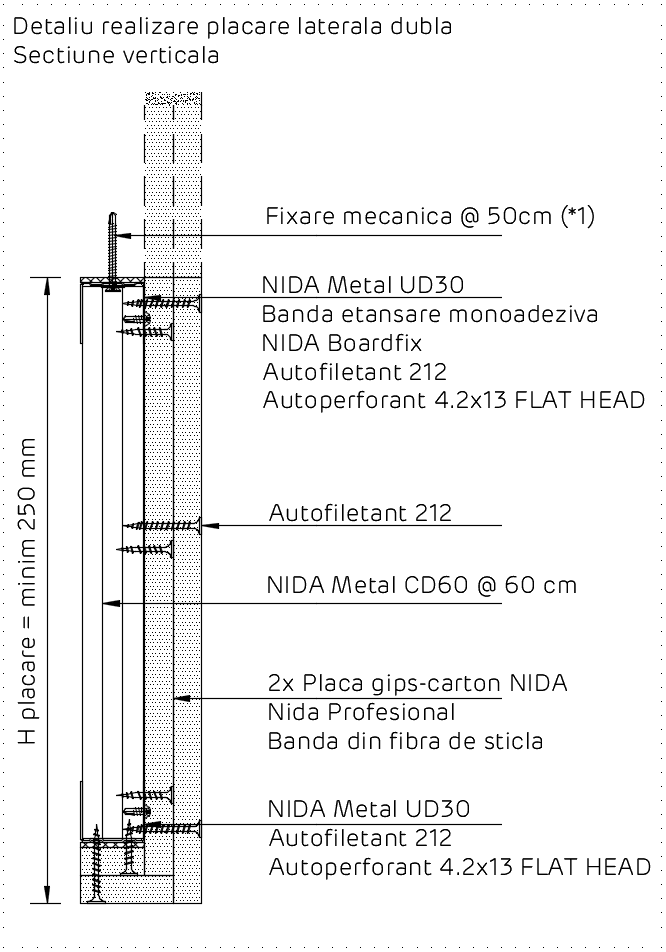 Detaliu realizare placare laterala dubla
Sectiune verticala
Fixare mecanica @ 50cm (*1)
NIDA Metal UD30
Banda etansare monoadeziva
NIDA Boardfix
Autofiletant 212
Autoperforant 4.2x13 FLAT HEAD
Autofiletant 212
NIDA Metal CD60 @ 60 cm
H placare = minim 250 mm
2x Placa gips-carton NIDA
Nida Profesional
Banda din fibra de sticla
NIDA Metal UD30
Autofiletant 212
Autoperforant 4.2x13 FLAT HEAD